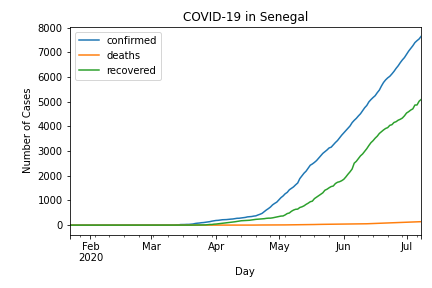 COVID-19 in Senegal
confirmed
deaths
recovered
Number of Cases
8000
7000
6000
5000
4000
3000
2000
1000
0
Feb Mar Apr May Jun Jul
2020
Day